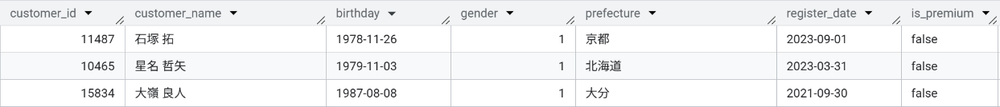 customer_id customer_name birthday gender prefecture register_date is_premium
11487 石塚 拓 1978-11-26 1 京都 2023-09-01 false
10465 星名 哲矢 1979-11-03 1 北海道 2023-03-31 false
15834 大嶺 良人 1987-08-08 1 大分 2021-09-30 false